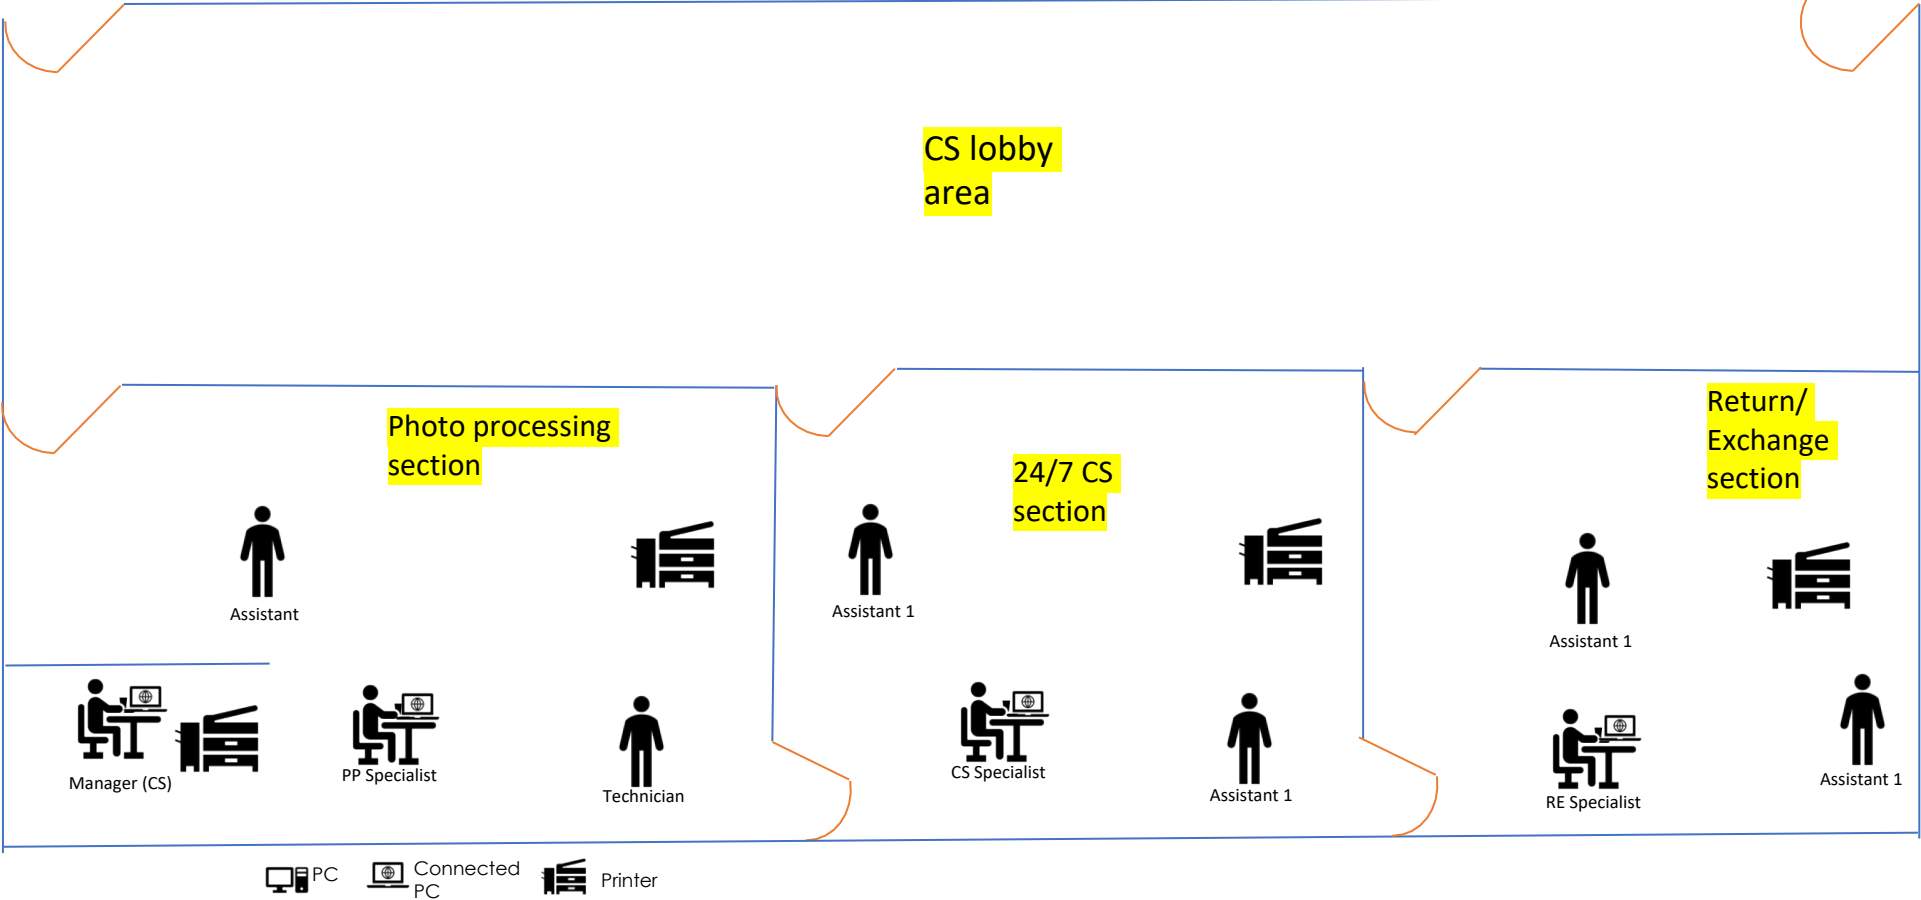 CS lobby
area
Photo processing
section
24/7 CS
section
Return/
Exchange
section
Assistant
Assistant 1
Assistant 1
Manager (CS)
PP Specialist
Technician
CS Specialist
Assistant 1
RE Specialist
Assistant 1
PC
Connected
PC
Printer